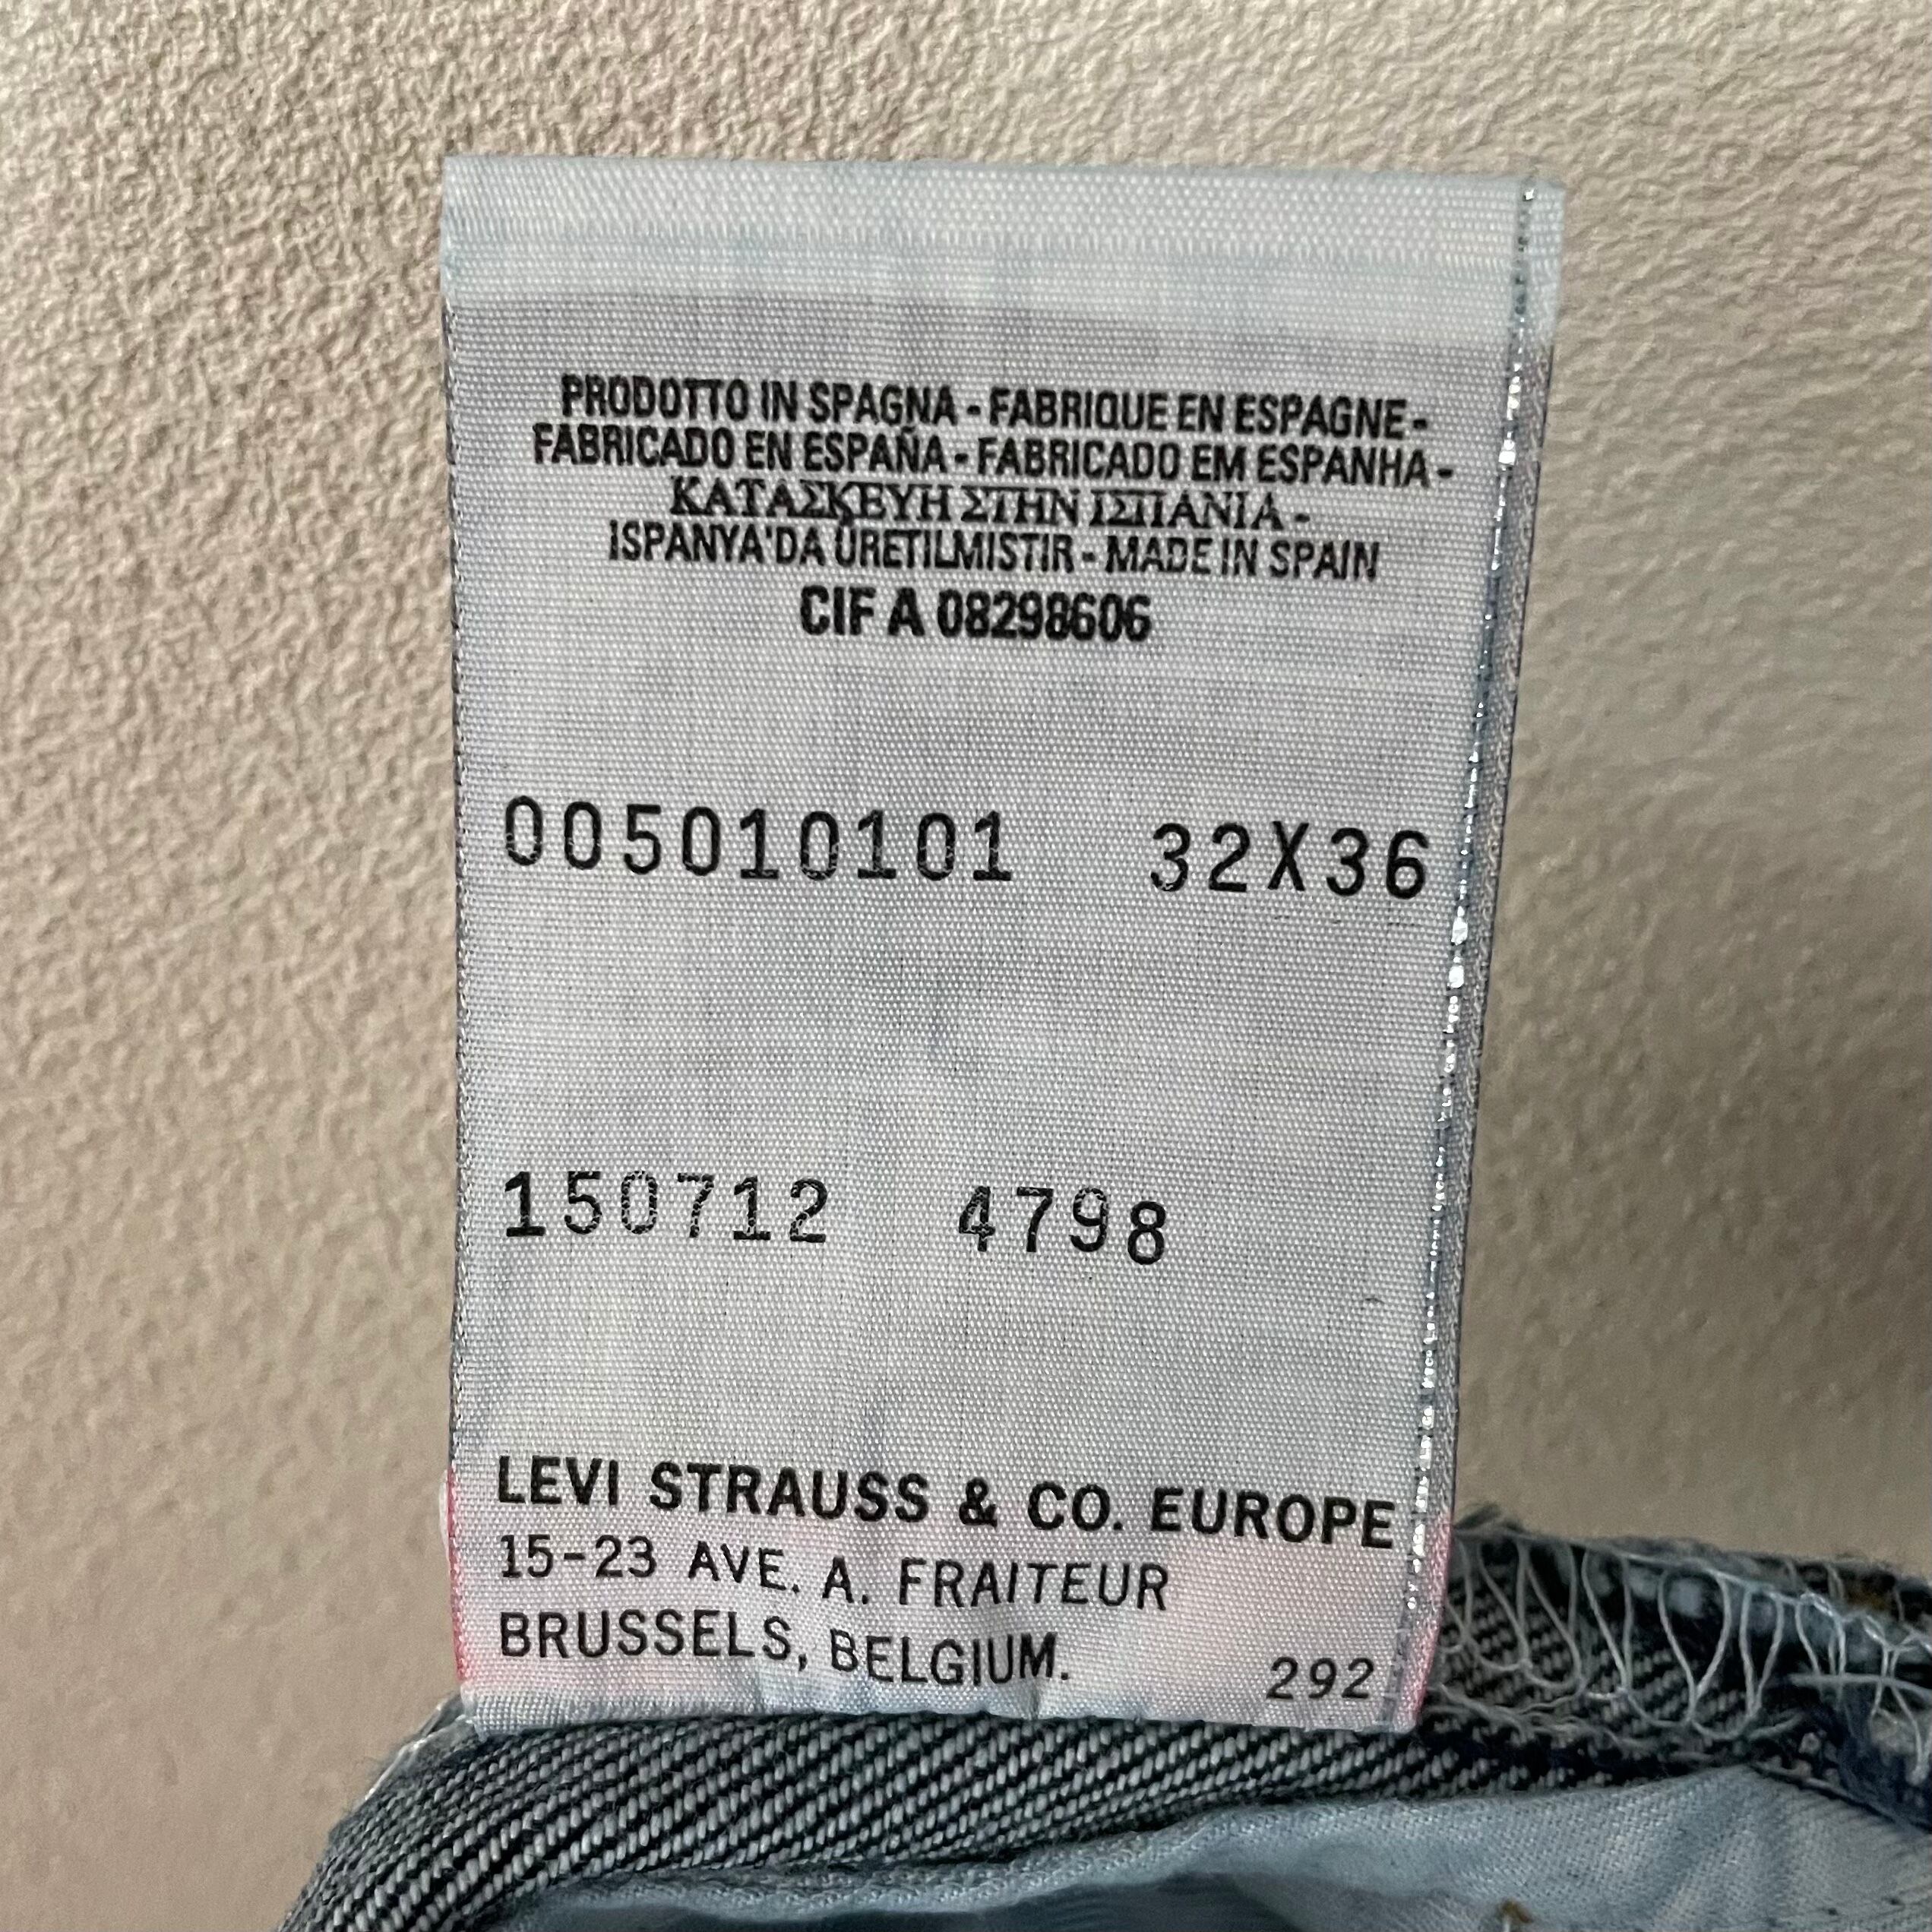 PRODOTTO IN SPAGNA - FABRIQUE EN ESPAGNE -
FABRICADO EN ESPAÑA - FABRICADO EM ESPANHA -
ΚΑΤΑΣΚΕΥΗ ΣΤΗΝ ΙΣΠΑΝΙΑ -
ISPANYA'DA ÜRETILMISTIR - MADE IN SPAIN
CIF A 08298606
005010101 32X36
150712 4798
LEVI STRAUSS & CO. EUROPE
15-23 AVE. A. FRAITEUR
BRUSSELS, BELGIUM. 292